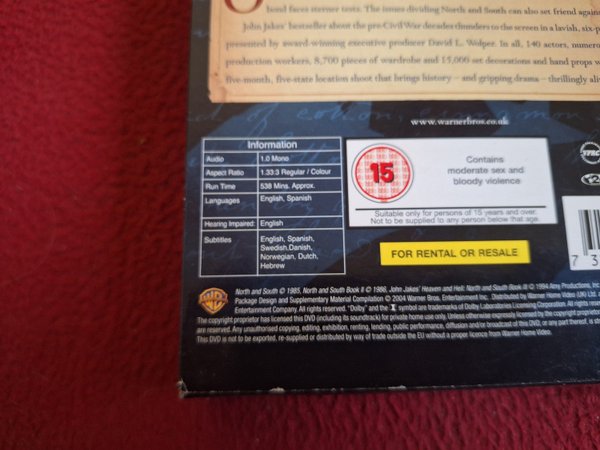 bond faces sterner tests. The issues dividing North and South can also set friend against
John Jakes' bestseller about the pre-Civil War decades thunders to the screen in a lavish, six-p
presented by award-winning executive producer David L. Wolper. In all, 140 actors, numero
production workers, 8,700 pieces of wardrobe and 15,000 set decorations and hand props w
five-month, five-state location shoot that brings history – and gripping drama – thrillingly aliv
www.warnerbros.co.uk
Information
Audio 1.0 Mono
Aspect Ratio 1.33:3 Regular / Colour
Run Time 538 Mins. Approx.
Languages English, Spanish
Hearing Impaired: English
Subtitles English, Spanish,
Swedish,Danish,
Norwegian, Dutch,
Hebrew
15
Contains
moderate sex and
bloody violence
Suitable only for persons of 15 years and over.
Not to be supplied to any person below that age.
FOR RENTAL OR RESALE
7 3
WB
North and South © 1985, North and South Book II © 1986, John Jakes' Heaven and Hell: North and South Book III © 1994 Amy Productions, Inc
Package Design and Supplementary Material Compilation © 2004 Warner Bros. Entertainment Inc. Distributed by Warner Home Video (UK) Ltd, a
Entertainment Company. All rights reserved. "Dolby" and the symbol are trademarks of Dolby Laboratories Licensing Corporation. All rights rese
The copyright proprietor has licensed this DVD (including its soundtrack) for private home use only. Unless otherwise expressly licensed by the copyright proprietor,
are reserved. Any unauthorised copying, editing, exhibition, renting, lending, public performance, diffusion and/or broadcast of this DVD, or any part thereof, is st
This DVD is not to be exported, re-supplied or distributed by way of trade outside the EU without a proper licence from Warner Home Video.